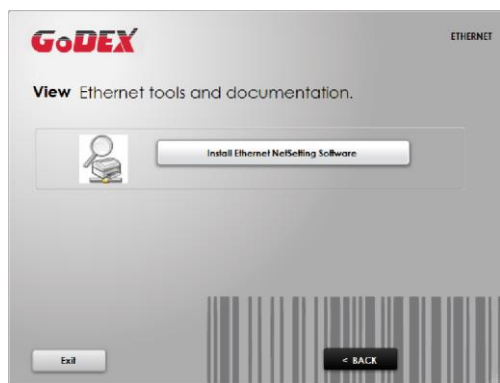 GoDEX
ETHERNET
View Ethernet tools and documentation.
Install Ethernet NetSetting Software
Exit
< BACK